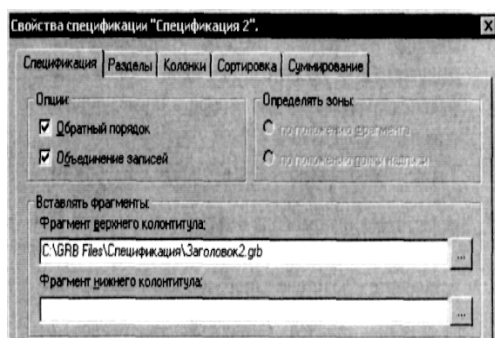 Свойства спецификации "Спецификация 2".
Спецификация Разделы Колонки Сортировка Суммирование
Опции: Определять зоны:
Обратный порядок по положению фрагмента
Объединение записей по положению полки надписи
Вставлять фрагменты:
Фрагмент верхнего колонтитула:
C:\GRB Files\Спецификация\Заголовок2.grb ...
Фрагмент нижнего колонтитула:
...